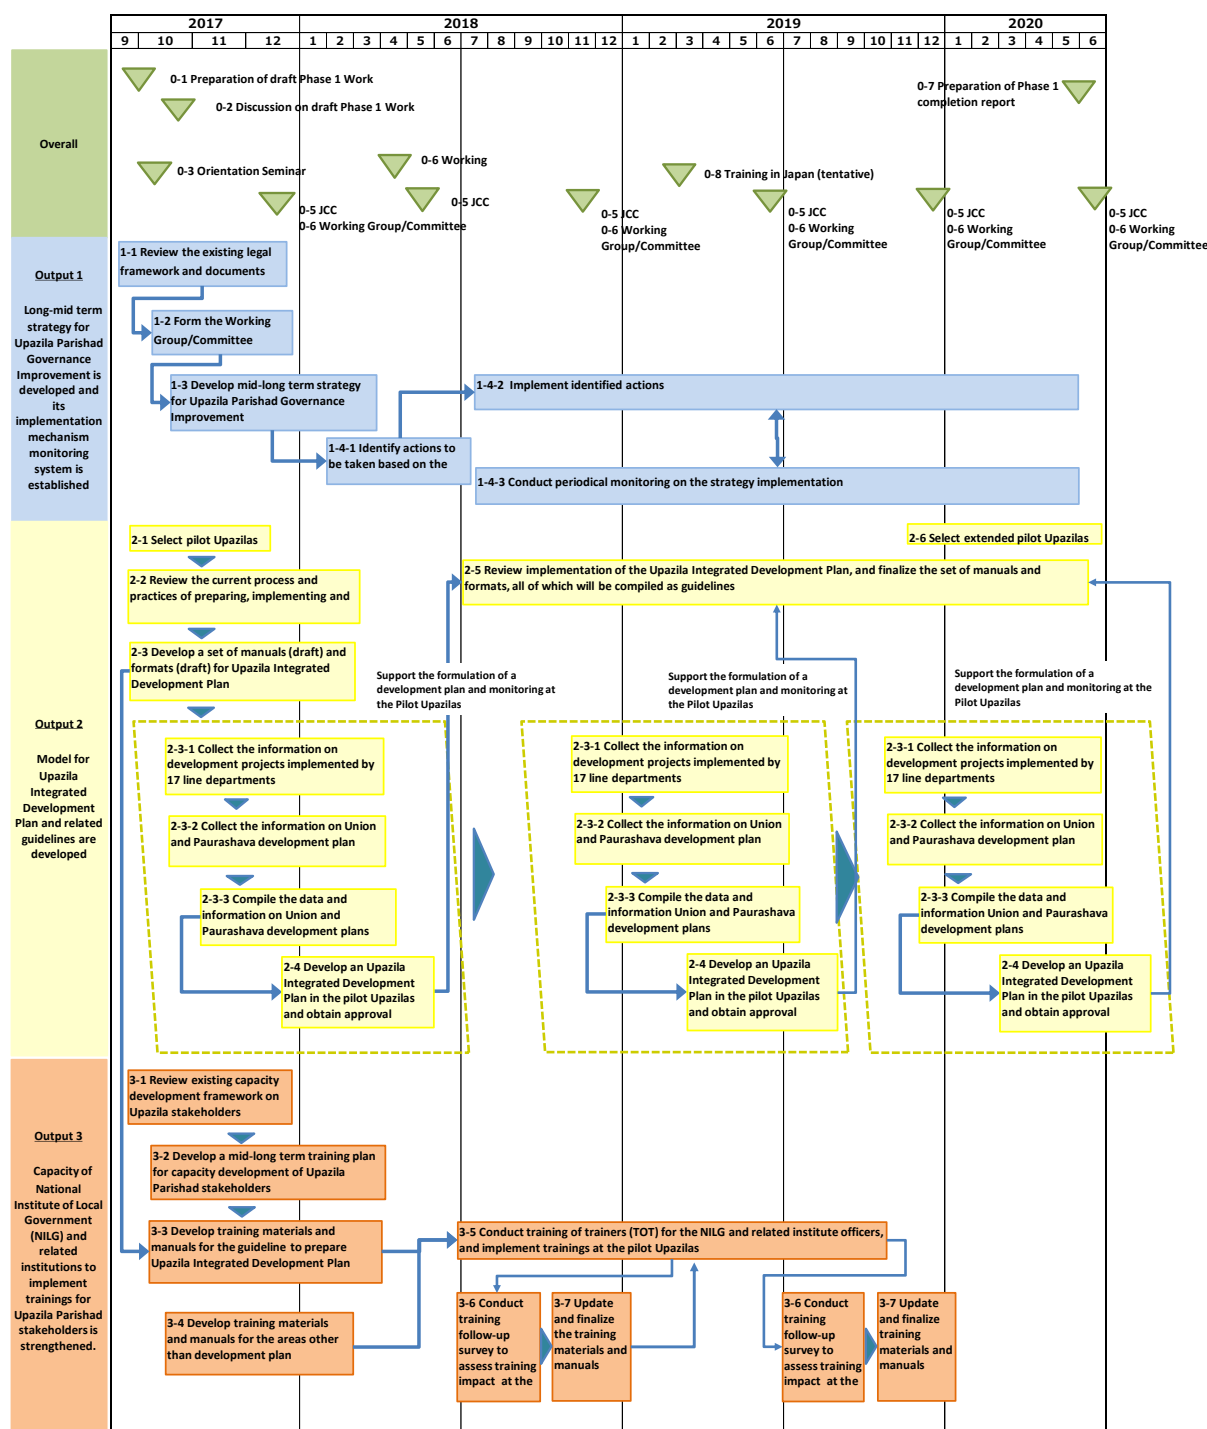 2017 2018 2019 2020
9 10 11 12 1 2 3 4 5 6 7 8 9 10 11 12 1 2 3 4 5 6 7 8 9 10 11 12 1 2 3 4 5 6
Overall
0-1 Preparation of draft Phase 1 Work
0-2 Discussion on draft Phase 1 Work
0-3 Orientation Seminar
0-5 JCC
0-6 Working Group/Committee
0-6 Working
0-5 JCC
0-5 JCC
0-6 Working
Group/Committee
0-8 Training in Japan (tentative)
0-5 JCC
0-6 Working
Group/Committee
0-7 Preparation of Phase 1
completion report
0-5 JCC
0-6 Working
Group/Committee
0-5 JCC
0-6 Working
Group/Committee
Output 1
Long-mid term
strategy for
Upazila Parishad
Governance
Improvement is
developed and
its
implementation
mechanism
monitoring
system is
established
1-1 Review the existing legal
framework and documents
1-2 Form the Working
Group/Committee
1-3 Develop mid-long term strategy
for Upazila Parishad Governance
Improvement
1-4-1 Identify actions to
be taken based on the
1-4-2 Implement identified actions
1-4-3 Conduct periodical monitoring on the strategy implementation
Output 2
Model for
Upazila
Integrated
Development
Plan and related
guidelines are
developed
2-1 Select pilot Upazilas
2-2 Review the current process and
practices of preparing, implementing and
2-3 Develop a set of manuals (draft) and
formats (draft) for Upazila Integrated
Development Plan
2-6 Select extended pilot Upazilas
2-5 Review implementation of the Upazila Integrated Development Plan, and finalize the set of manuals and
formats, all of which will be compiled as guidelines
Support the formulation of a
development plan and monitoring at
the Pilot Upazilas
2-3-1 Collect the information on
development projects implemented by
17 line departments
2-3-2 Collect the information on Union
and Paurashava development plan
2-3-3 Compile the data and
information on Union and
Paurashava development plans
2-4 Develop an Upazila
Integrated Development
Plan in the pilot Upazilas
and obtain approval
Support the formulation of a
development plan and monitoring at
the Pilot Upazilas
2-3-1 Collect the information on
development projects implemented by
17 line departments
2-3-2 Collect the information on Union
and Paurashava development plan
2-3-3 Compile the data and
information Union and Paurashava
development plans
2-4 Develop an Upazila
Integrated Development
Plan in the pilot Upazilas
and obtain approval
Support the formulation of a
development plan and monitoring at the
Pilot Upazilas
2-3-1 Collect the information on
development projects implemented by
17 line departments
2-3-2 Collect the information on Union
and Paurashava development plan
2-3-3 Compile the data and
information Union and Paurashava
development plans
2-4 Develop an Upazila
Integrated Development
Plan in the pilot Upazilas
and obtain approval
Output 3
Capacity of
National
Institute of Local
Government
(NILG) and
related
institutions to
implement
trainings for
Upazila Parishad
stakeholders is
strengthened.
3-1 Review existing capacity
development framework on
Upazila stakeholders
3-2 Develop a mid-long term training plan
for capacity development of Upazila
Parishad stakeholders
3-3 Develop training materials and
manuals for the guideline to prepare
Upazila Integrated Development Plan
3-4 Develop training materials
and manuals for the areas other
than development plan
3-5 Conduct training of trainers (TOT) for the NILG and related institute officers,
and implement trainings at the pilot Upazilas
3-6 Conduct
training
follow-up
survey to
assess training
impact at the
3-7 Update
and finalize
the training
materials and
manuals
3-6 Conduct
training
follow-up
survey to
assess training
impact at the
3-7 Update
and finalize
training
materials and
manuals